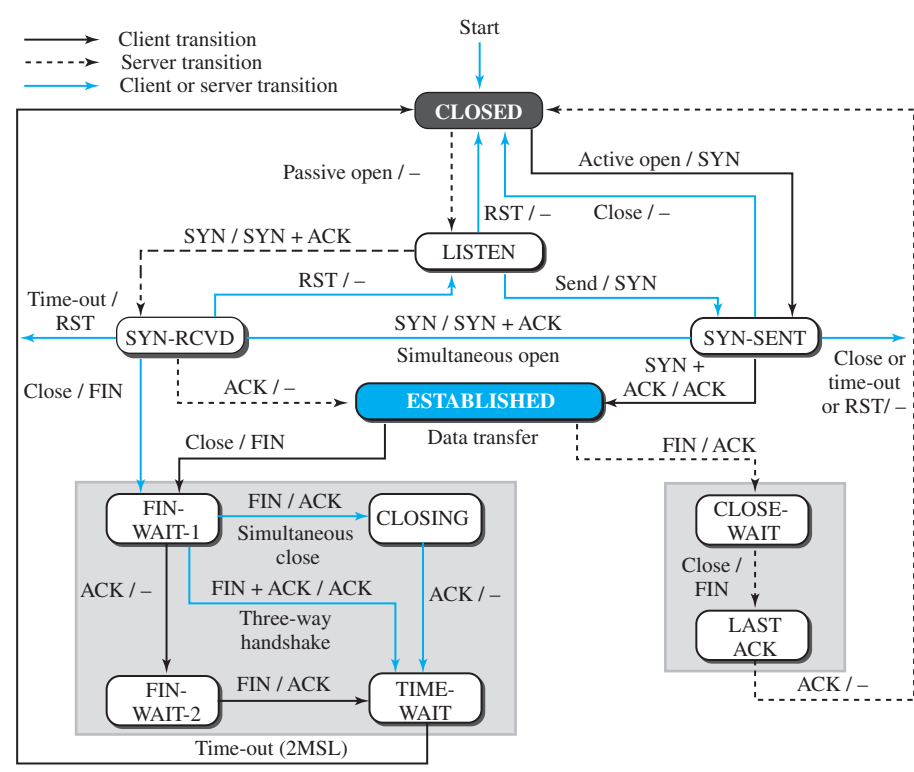 Start
Client transition
Server transition
Client or server transition
CLOSED
Active open / SYN
Passive open / –
RST / –
Close / –
SYN / SYN + ACK
LISTEN
RST / –
Send / SYN
Time-out /
RST
SYN-RCVD
SYN / SYN + ACK
Simultaneous open
SYN-SENT
Close or
time-out
or RST/ –
SYN +
ACK / ACK
Close / FIN
ACK / –
ESTABLISHED
Data transfer
Close / FIN
FIN / ACK
FIN-
WAIT-1
FIN / ACK
Simultaneous
close
CLOSING
CLOSE-
WAIT
Close /
FIN
ACK / –
FIN + ACK / ACK
Three-way
handshake
ACK / –
LAST
ACK
FIN-
WAIT-2
FIN / ACK
TIME-
WAIT
ACK / –
Time-out (2MSL)